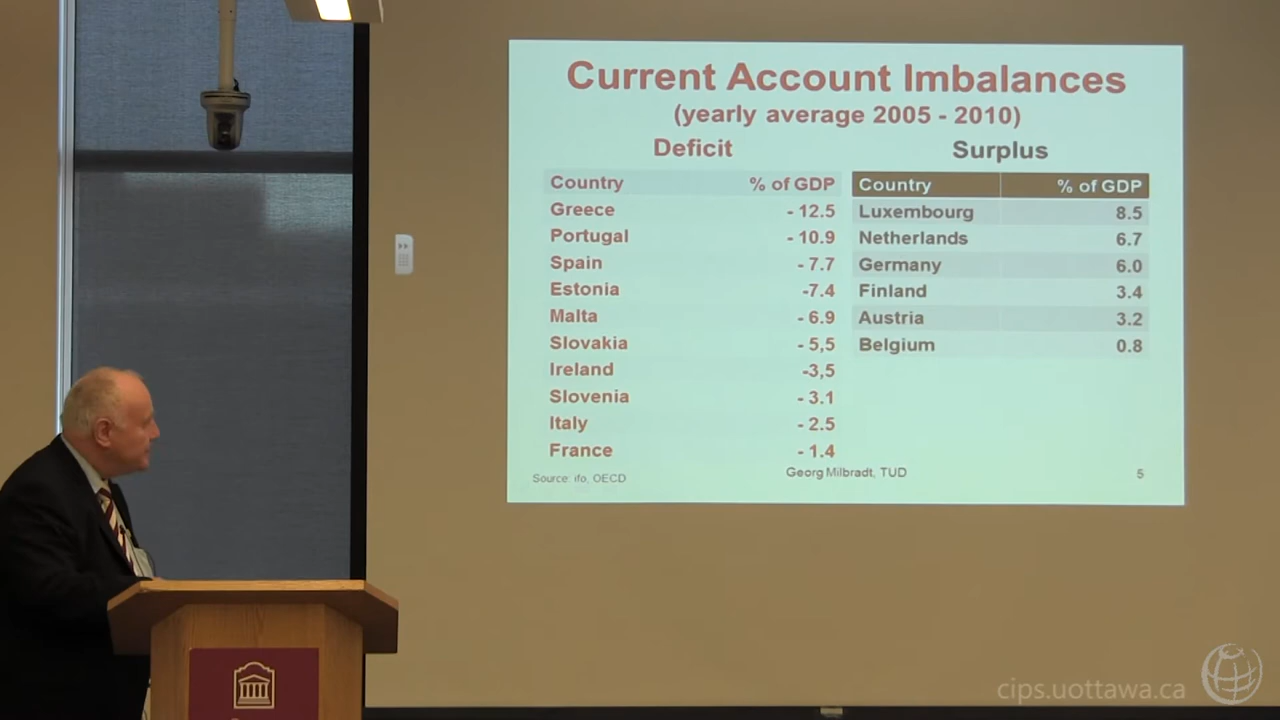 Current Account Imbalances
(yearly average 2005 - 2010)
Deficit
Country % of GDP
Greece - 12.5
Portugal - 10.9
Spain - 7.7
Estonia -7.4
Malta - 6.9
Slovakia - 5,5
Ireland -3,5
Slovenia - 3.1
Italy - 2.5
France - 1.4
Surplus
Country % of GDP
Luxembourg 8.5
Netherlands 6.7
Germany 6.0
Finland 3.4
Austria 3.2
Belgium 0.8
Source: ifo, OECD
Georg Milbradt, TUD
5
cips.uottawa.ca